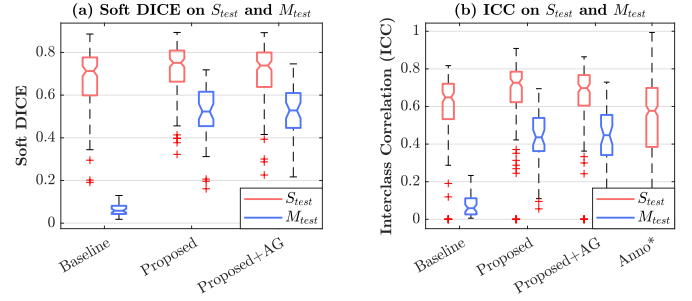 (a) Soft DICE on S_test and M_test
Soft DICE
0.8
0.6
0.4
0.2
0
S_test
M_test
Baseline
Proposed
Proposed+AG
(b) ICC on S_test and M_test
Interclass Correlation (ICC)
1
0.8
0.6
0.4
0.2
0
S_test
M_test
Baseline
Proposed
Proposed+AG
Anno*